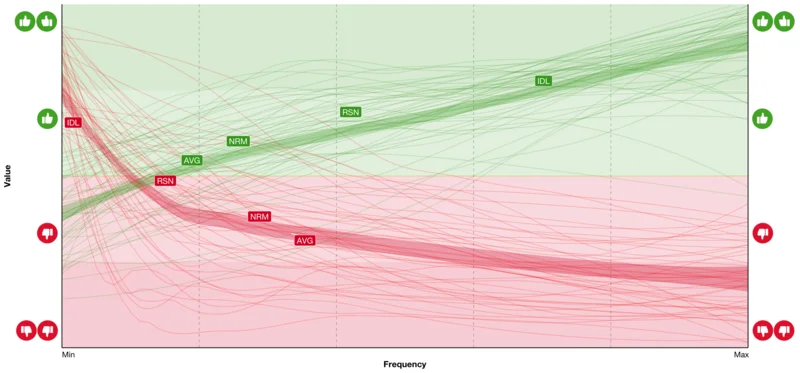 IDL
RSN
IDL
NRM
AVG
RSN
NRM
AVG
Value
Min
Max
Frequency